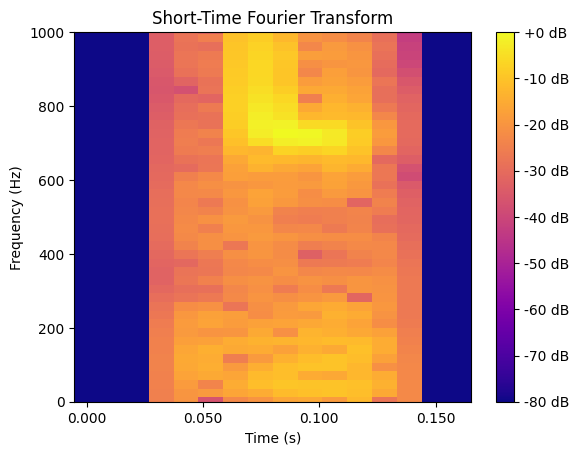 Short-Time Fourier Transform
1000
800
600
400
200
0
Frequency (Hz)
0.000
0.050
0.100
0.150
Time (s)
+0 dB
-10 dB
-20 dB
-30 dB
-40 dB
-50 dB
-60 dB
-70 dB
-80 dB